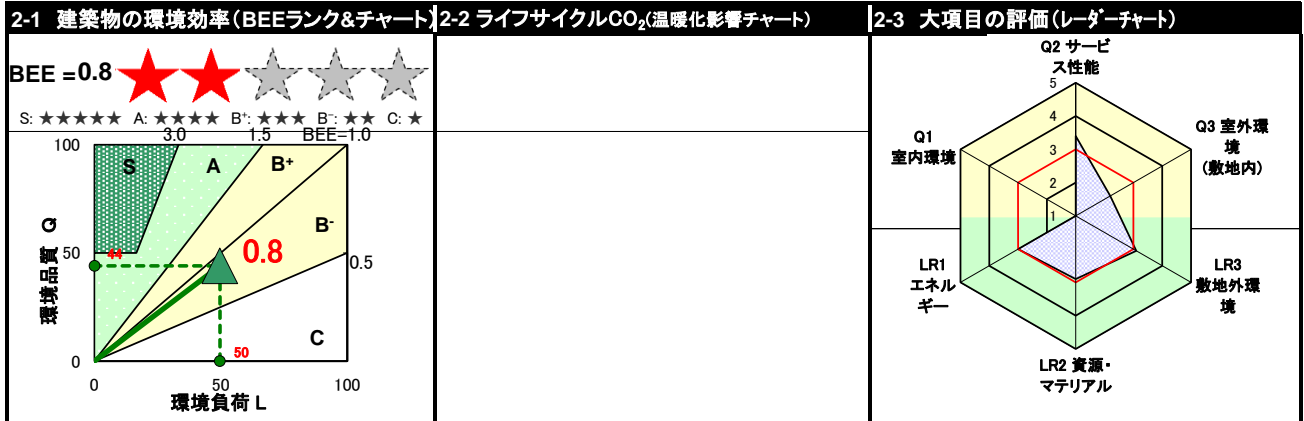 2-1 建築物の環境効率（BEEランク&チャート）
2-2 ライフサイクルCO2(温暖化影響チャート)
2-3 大項目の評価（レーダーチャート）
BEE = 0.8
S: ★★★★★ A: ★★★★ B+: ★★★ B-: ★★ C: ★
3.0
1.5
BEE=1.0
100
S
A
B+
B-
環境品質 Q
50
44
0.8
0.5
C
50
0
0
50
100
環境負荷 L
Q2 サービ
ス性能
5
4
3
2
1
Q1
室内環境
Q3 室外環
境
（敷地内）
LR1
エネル
ギー
LR3
敷地外環
境
LR2 資源・
マテリアル